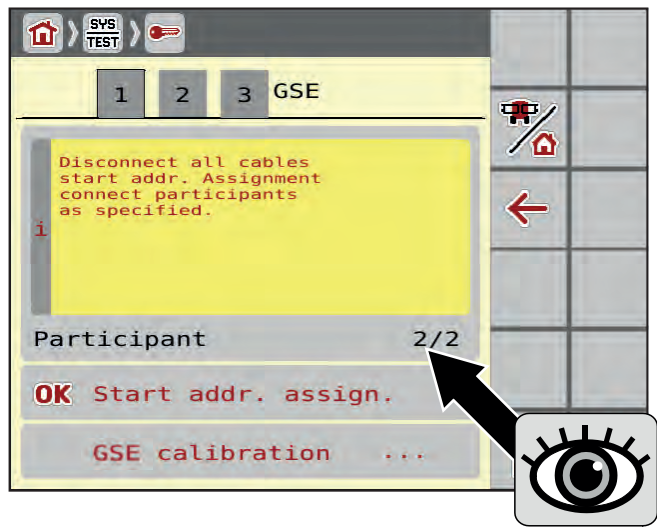 SYS
TEST
1 2 3 GSE
Disconnect all cables
start addr. Assignment
connect participants
as specified.
i
Participant 2/2
OK Start addr. assign.
GSE calibration ...